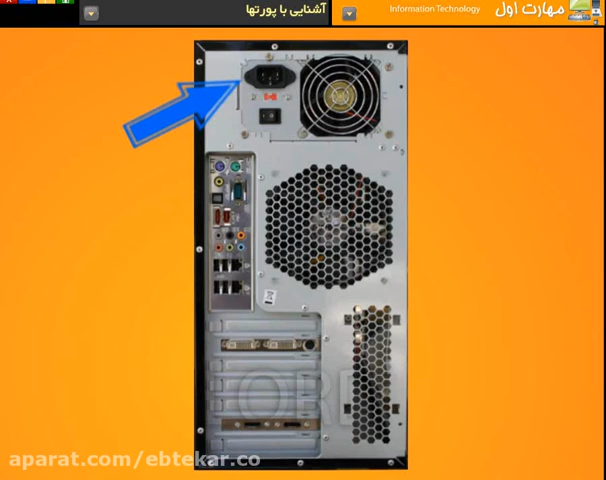 مهارت اول
Information Technology
آشنایی با پورتها
aparat.com/ebtekar.co